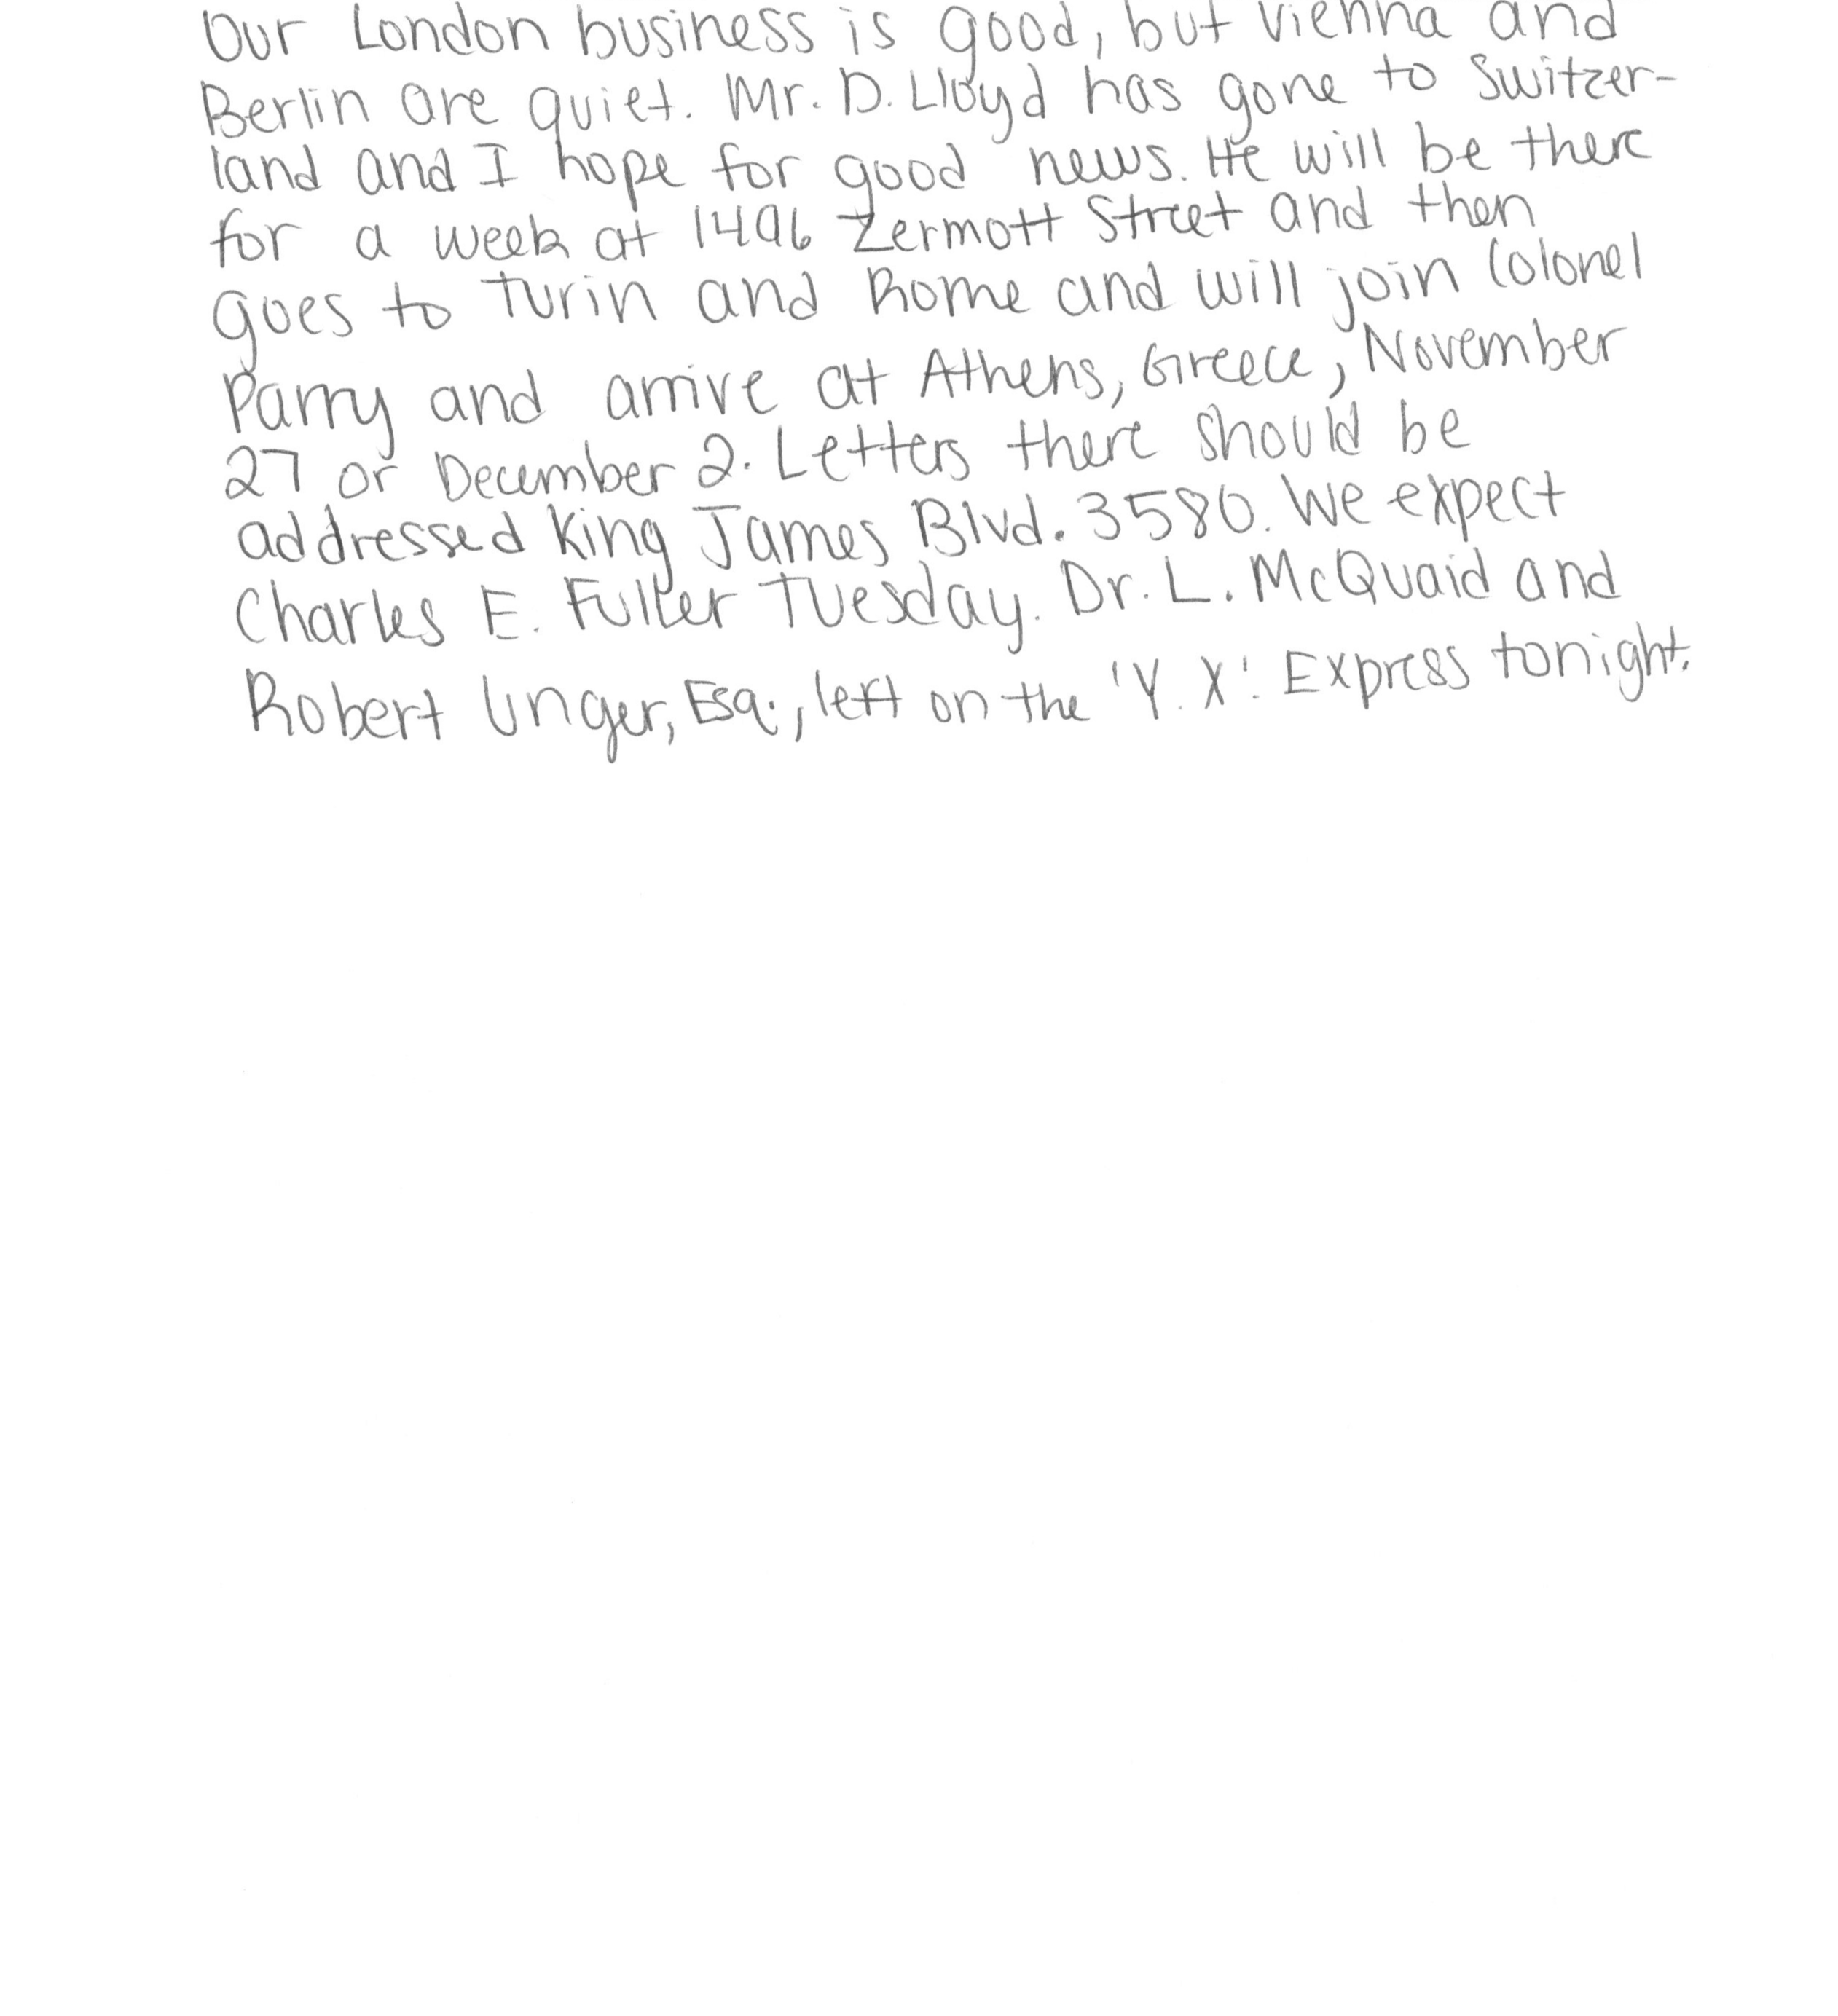 Our London business is good, but Vienna and
Berlin are quiet. Mr. D. Lloyd has gone to Switzer-
land and I hope for good news. He will be there
for a week at 1496 Zermott Street and then
goes to Turin and Rome and will join Colonel
Parry and arrive at Athens, Greece, November
27 or December 2. Letters there should be
addressed King James Blvd. 3580. We expect
Charles E. Fuller Tuesday. Dr. L. McQuaid and
Robert Unger, Esq., left on the 'Y. X'. Express tonight.